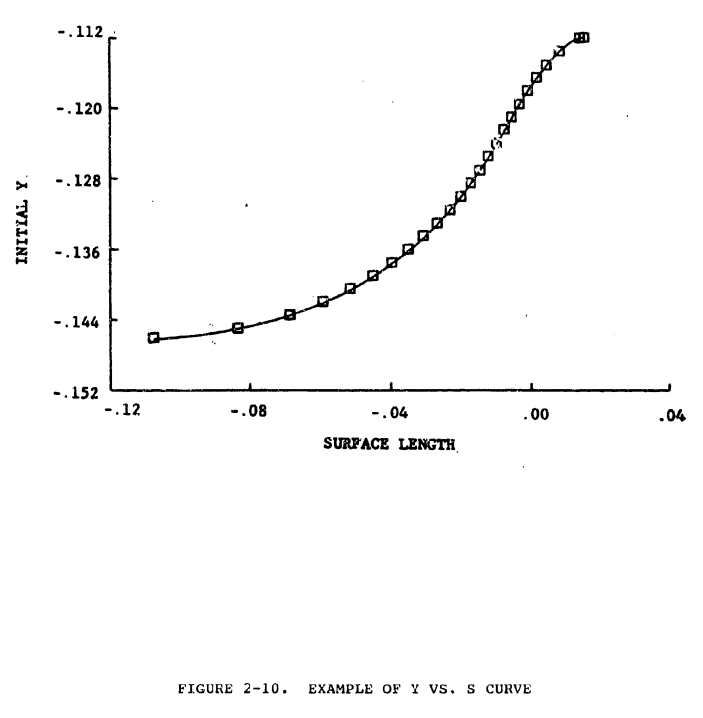 -.112
-.120
-.128
-.136
-.144
-.152
INITIAL Y
-.12 -.08 -.04 .00 .04
SURFACE LENGTH
FIGURE 2-10. EXAMPLE OF Y VS. S CURVE